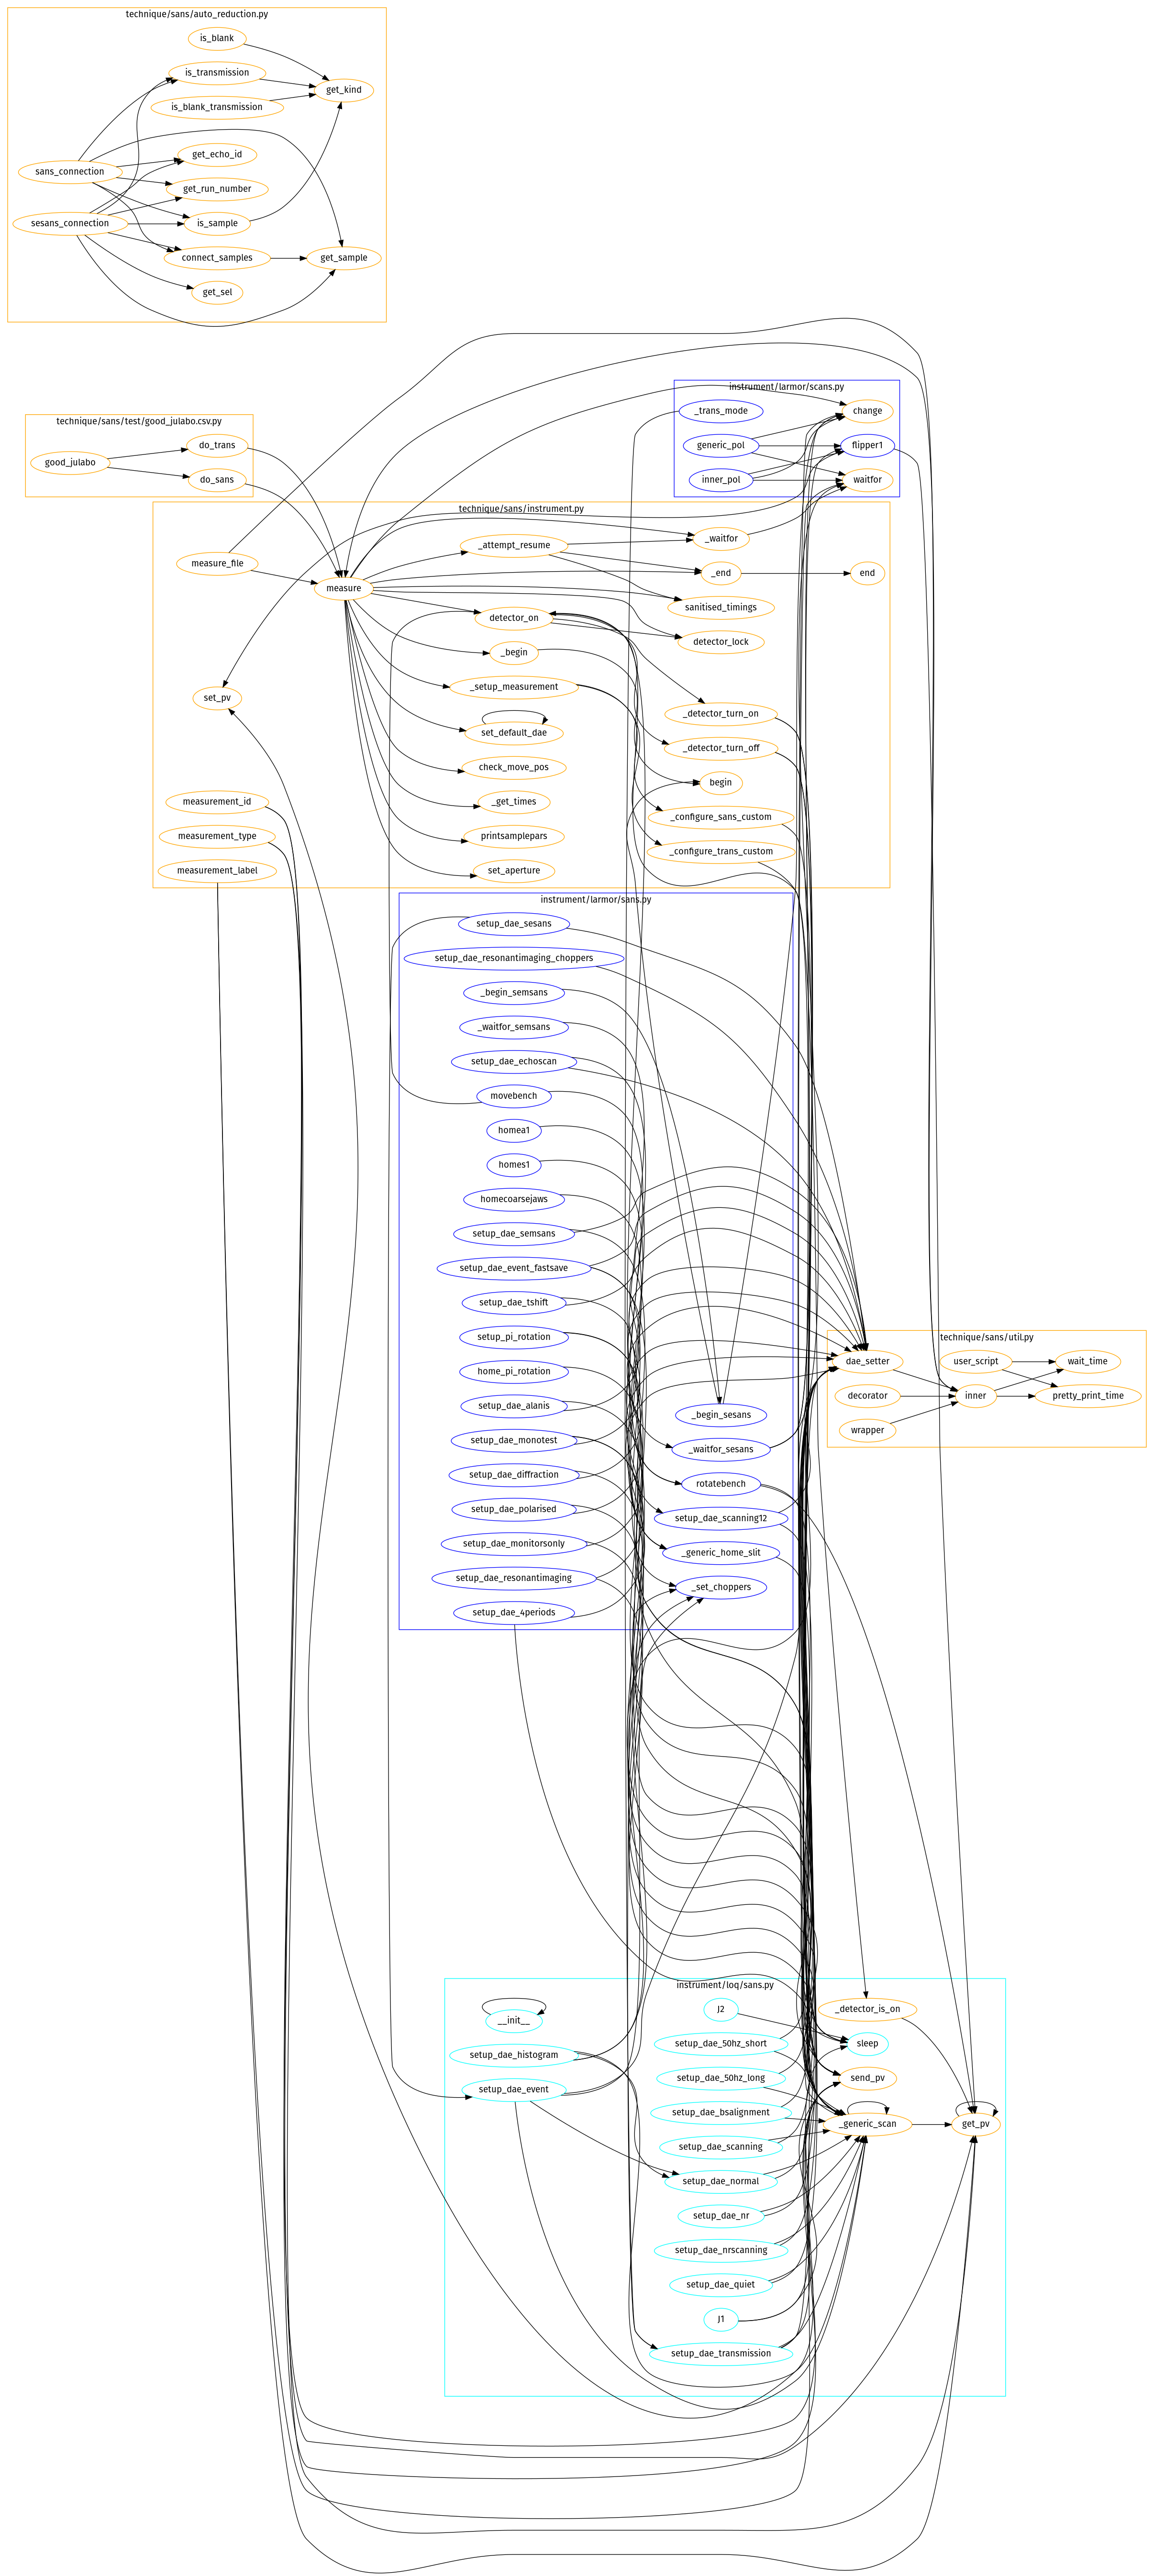 technique/sans/auto_reduction.py
is_blank
is_transmission
get_kind
is_blank_transmission
get_echo_id
sans_connection
get_run_number
sesans_connection
is_sample
connect_samples
get_sample
get_sel
instrument/larmor/scans.py
_trans_mode
change
generic_pol
flipper1
inner_pol
waitfor
technique/sans/test/good_julabo.csv.py
do_trans
good_julabo
do_sans
technique/sans/instrument.py
_waitfor
_attempt_resume
measure_file
_end
end
measure
sanitised_timings
detector_on
detector_lock
_begin
_setup_measurement
set_pv
_detector_turn_on
set_default_dae
_detector_turn_off
check_move_pos
begin
measurement_id
_get_times
_configure_sans_custom
measurement_type
printsamplepars
_configure_trans_custom
measurement_label
set_aperture
instrument/larmor/sans.py
setup_dae_sesans
setup_dae_resonantimaging_choppers
_begin_semsans
_waitfor_semsans
setup_dae_echoscan
movebench
homea1
homes1
homecoarsejaws
setup_dae_semsans
setup_dae_event_fastsave
setup_dae_tshift
setup_pi_rotation
home_pi_rotation
setup_dae_alanis
_begin_sesans
setup_dae_monotest
_waitfor_sesans
setup_dae_diffraction
rotatebench
setup_dae_polarised
setup_dae_scanning12
setup_dae_monitorsonly
_generic_home_slit
setup_dae_resonantimaging
_set_choppers
setup_dae_4periods
technique/sans/util.py
dae_setter
user_script
wait_time
decorator
inner
pretty_print_time
wrapper
instrument/loq/sans.py
J2
_detector_is_on
__init__
setup_dae_50hz_short
sleep
setup_dae_histogram
setup_dae_50hz_long
send_pv
setup_dae_event
setup_dae_bsalignment
_generic_scan
get_pv
setup_dae_scanning
setup_dae_normal
setup_dae_nr
setup_dae_nrscanning
setup_dae_quiet
J1
setup_dae_transmission